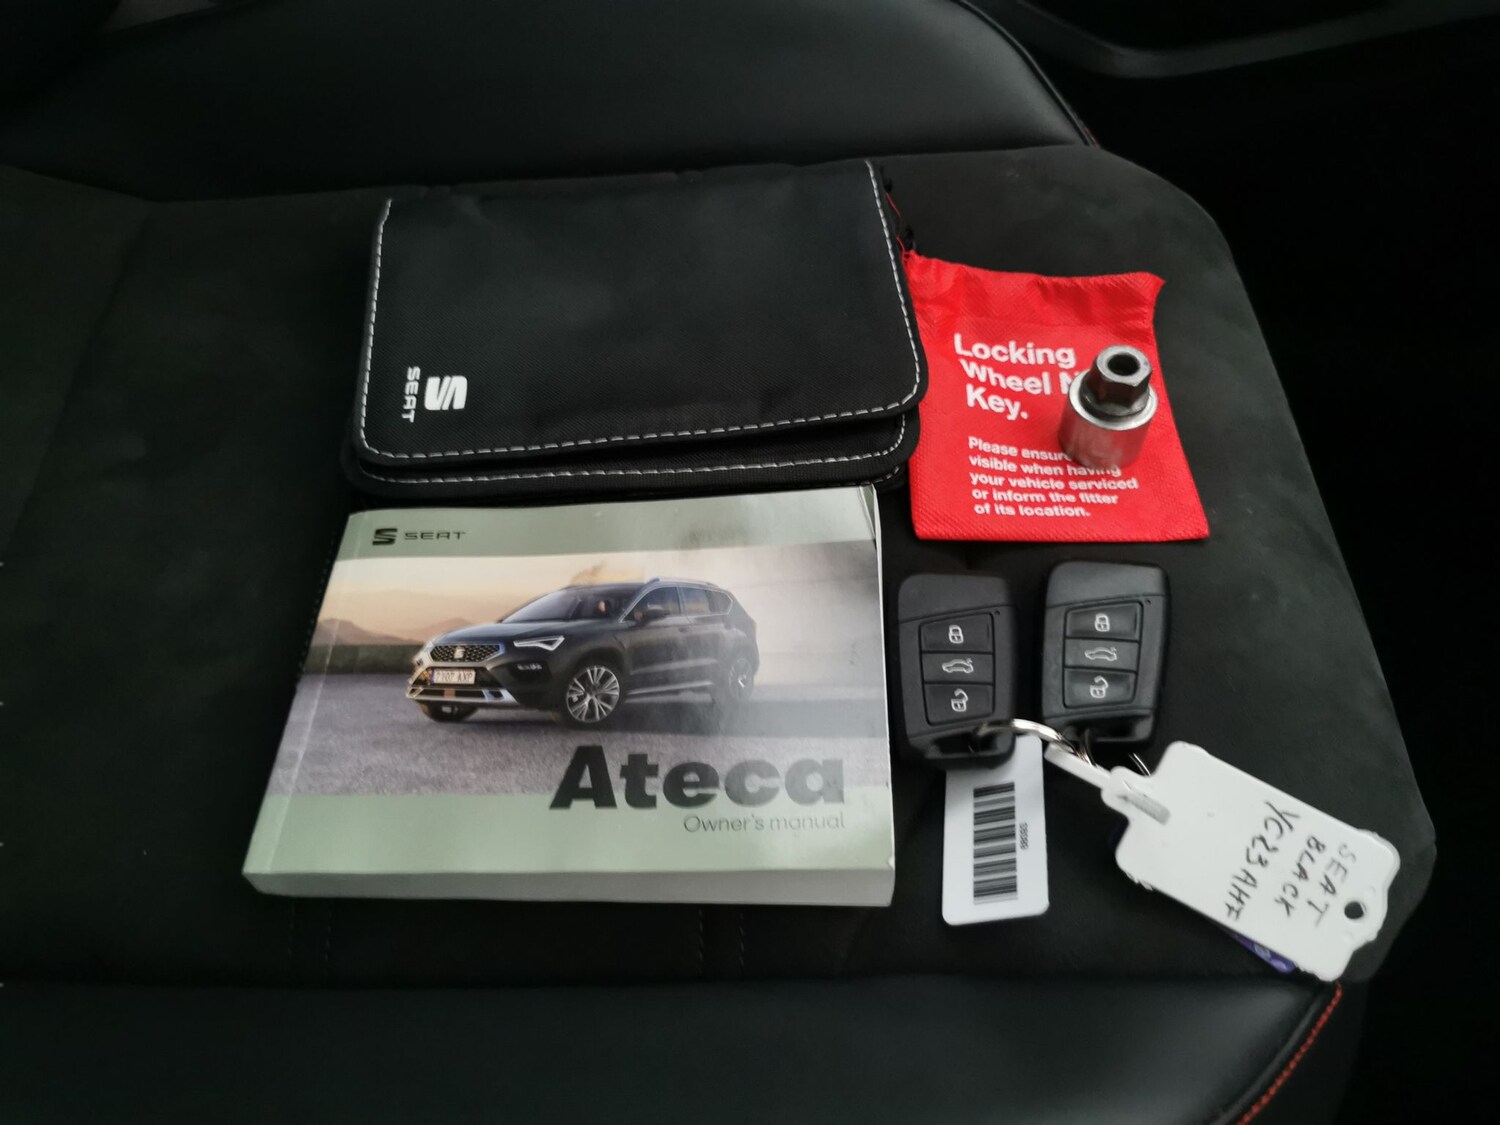 SEAT
Locking
Wheel N
Key.
Please ensure
visible when having
your vehicle serviced
or inform the fitter
of its location.
SEAT
Ateca
Owner's manual
SEAT
BLACK
YC23AHF